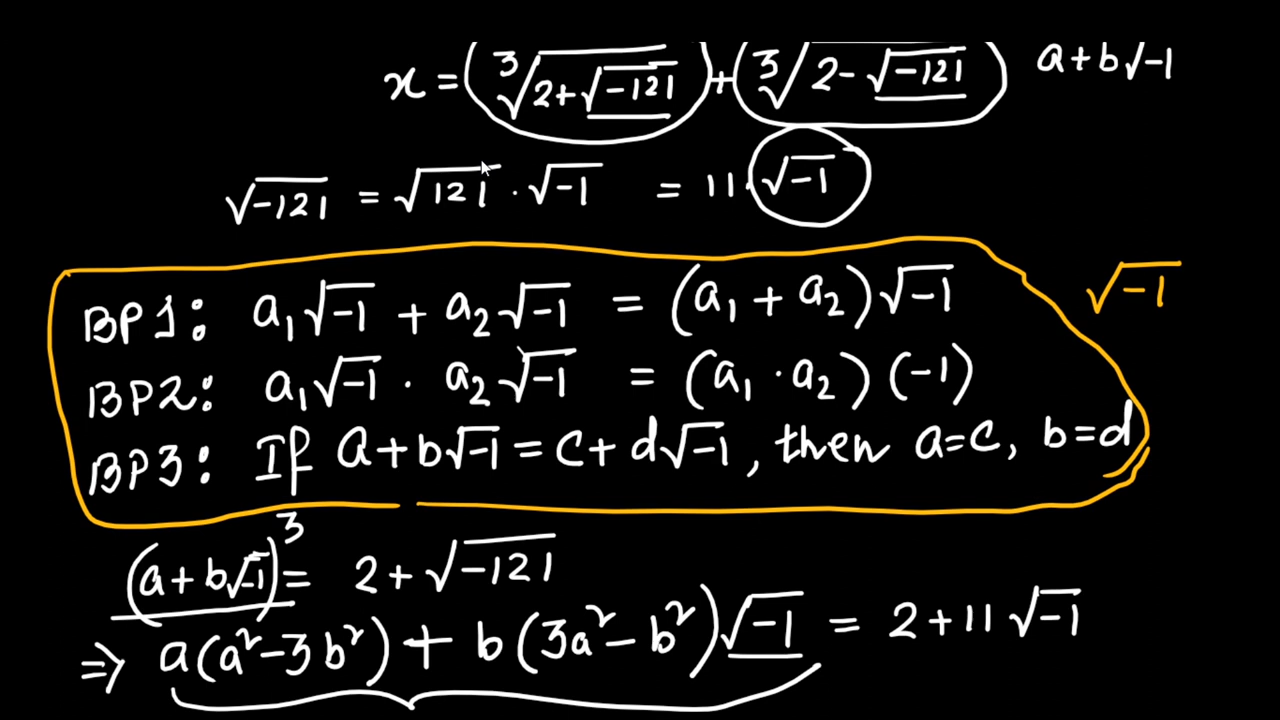 x = ∛(2+√-121) + ∛(2-√-121) a+b√-1
√-121 = √121 · √-1 = 11·√-1
BP1: a₁√-1 + a₂√-1 = (a₁ + a₂)√-1 √-1
BP2: a₁√-1 · a₂√-1 = (a₁ · a₂)(-1)
BP3: If a+b√-1 = c+d√-1, then a=c, b=d
(a+b√-1)³ = 2+√-121
⇒ a(a²-3b²) + b(3a²-b²)√-1 = 2+11√-1